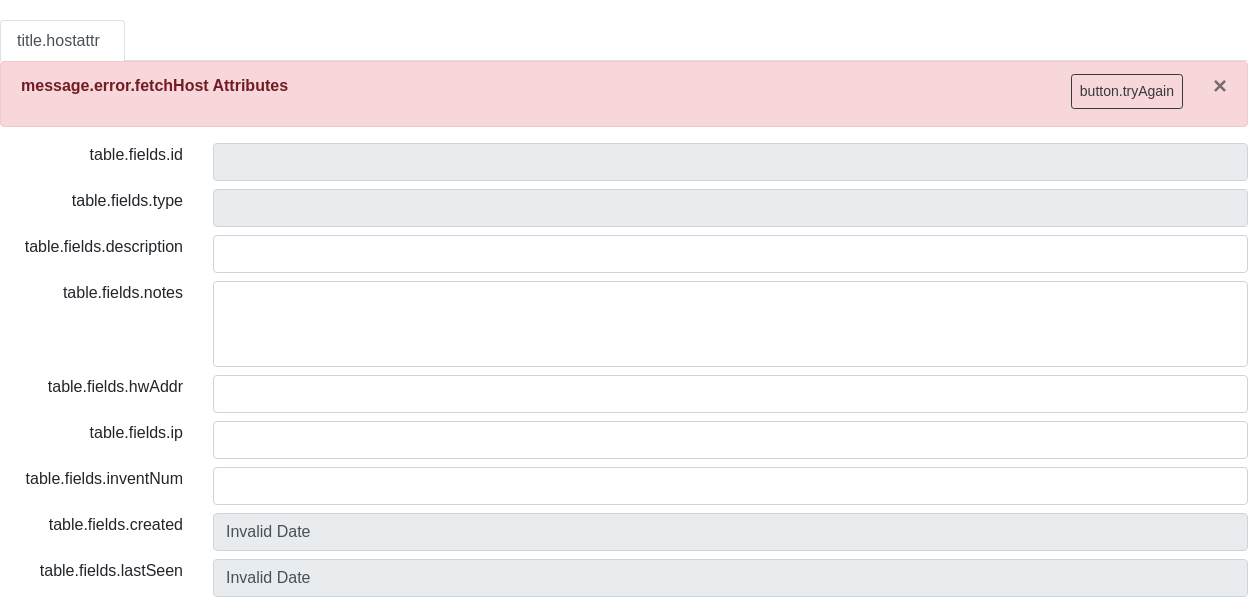 title.hostattr
message.error.fetchHost Attributes
button.tryAgain ×
table.fields.id
table.fields.type
table.fields.description
table.fields.notes
table.fields.hwAddr
table.fields.ip
table.fields.inventNum
table.fields.created Invalid Date
table.fields.lastSeen Invalid Date